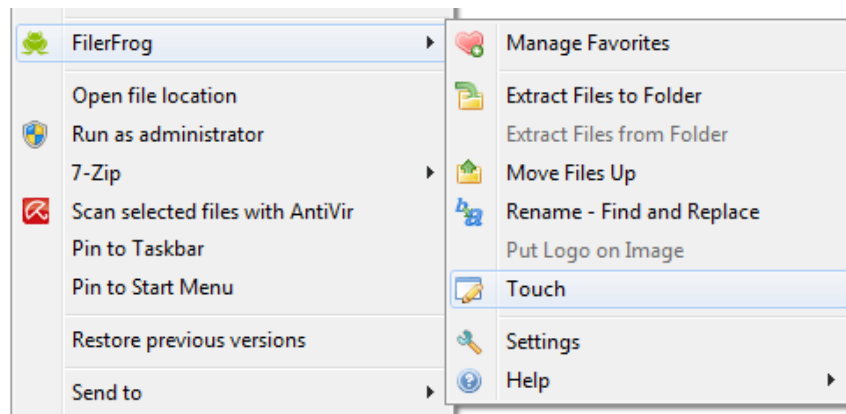 FilerFrog
Open file location
Run as administrator
7-Zip
Scan selected files with AntiVir
Pin to Taskbar
Pin to Start Menu
Restore previous versions
Send to
Manage Favorites
Extract Files to Folder
Extract Files from Folder
Move Files Up
Rename - Find and Replace
Put Logo on Image
Touch
Settings
Help